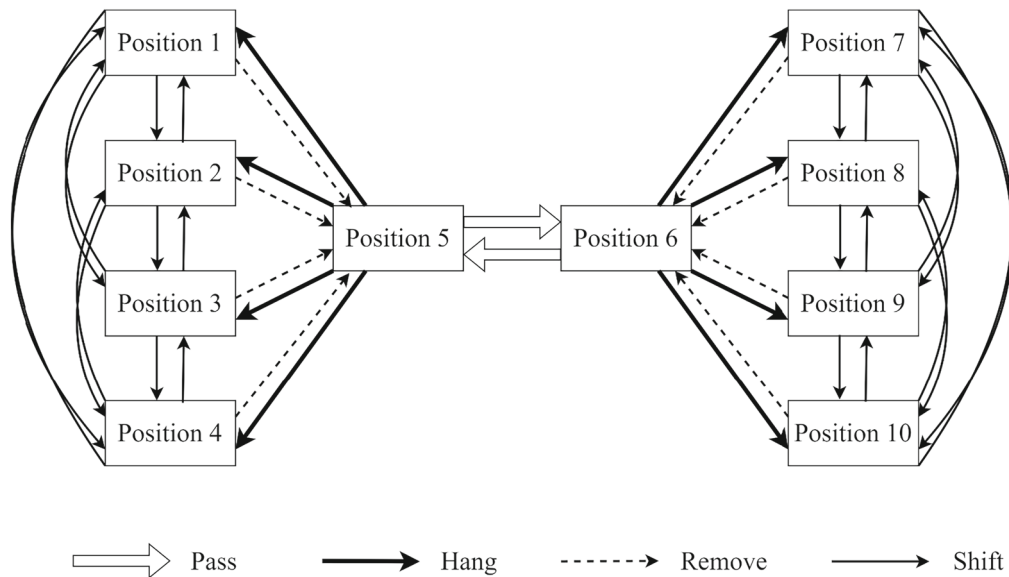 Position 1
Position 7
Position 2
Position 8
Position 5
Position 6
Position 3
Position 9
Position 4
Position 10
Pass
Hang
Remove
Shift